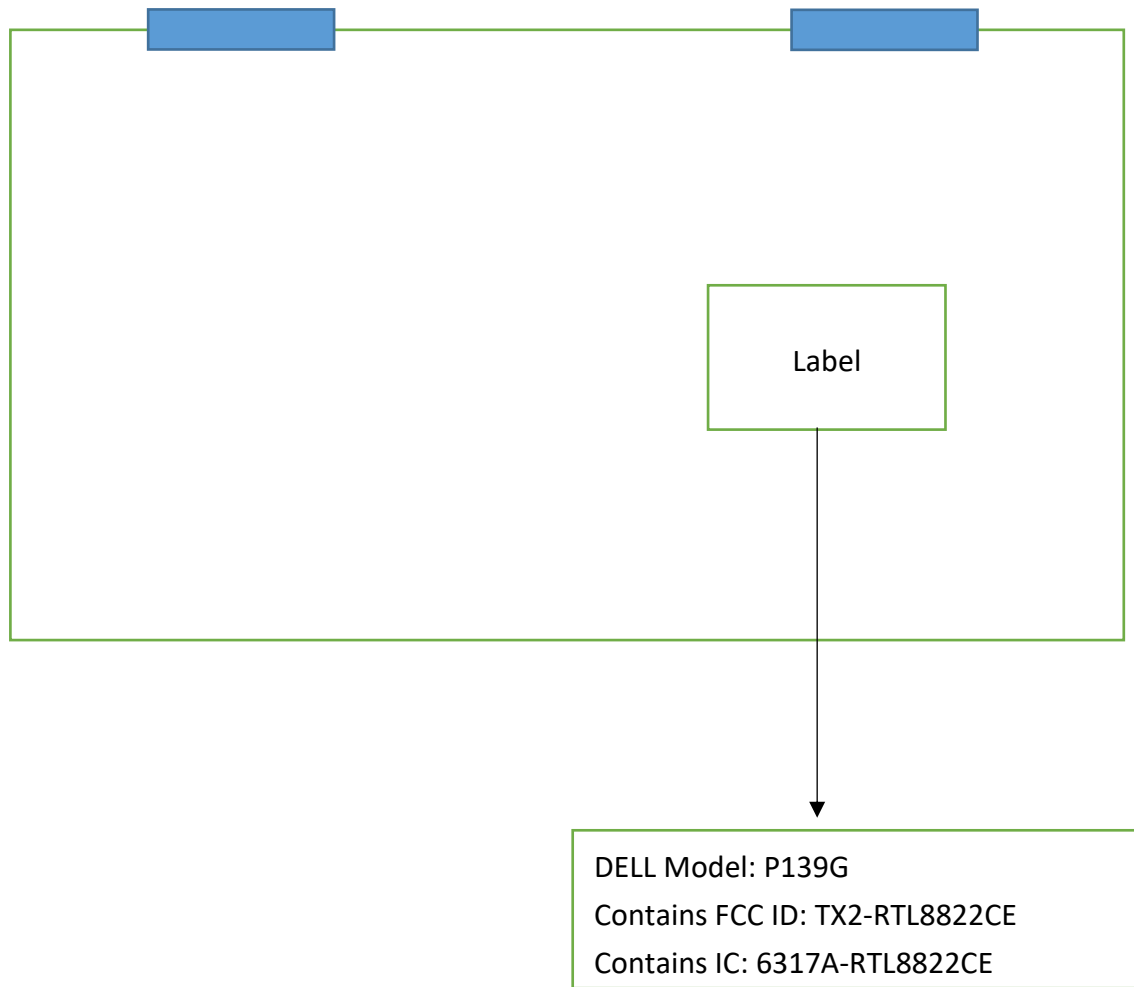 Label
DELL Model: P139G
Contains FCC ID: TX2-RTL8822CE
Contains IC: 6317A-RTL8822CE